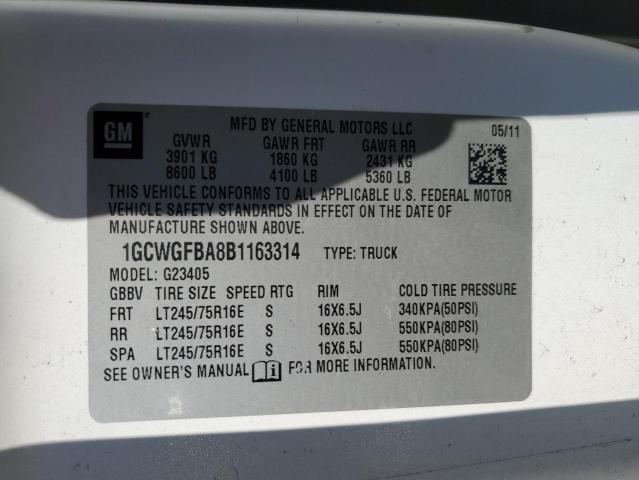 GM
MFD BY GENERAL MOTORS LLC 05/11
GVWR GAWR FRT GAWR RR
3901 KG 1860 KG 2431 KG
8600 LB 4100 LB 5360 LB
THIS VEHICLE CONFORMS TO ALL APPLICABLE U.S. FEDERAL MOTOR
VEHICLE SAFETY STANDARDS IN EFFECT ON THE DATE OF
MANUFACTURE SHOWN ABOVE.
1GCWGFBA8B1163314 TYPE: TRUCK
MODEL: G23405
GBBV TIRE SIZE SPEED RTG RIM COLD TIRE PRESSURE
FRT LT245/75R16E S 16X6.5J 340KPA(50PSI)
RR LT245/75R16E S 16X6.5J 550KPA(80PSI)
SPA LT245/75R16E S 16X6.5J 550KPA(80PSI)
SEE OWNER'S MANUAL FOR MORE INFORMATION.